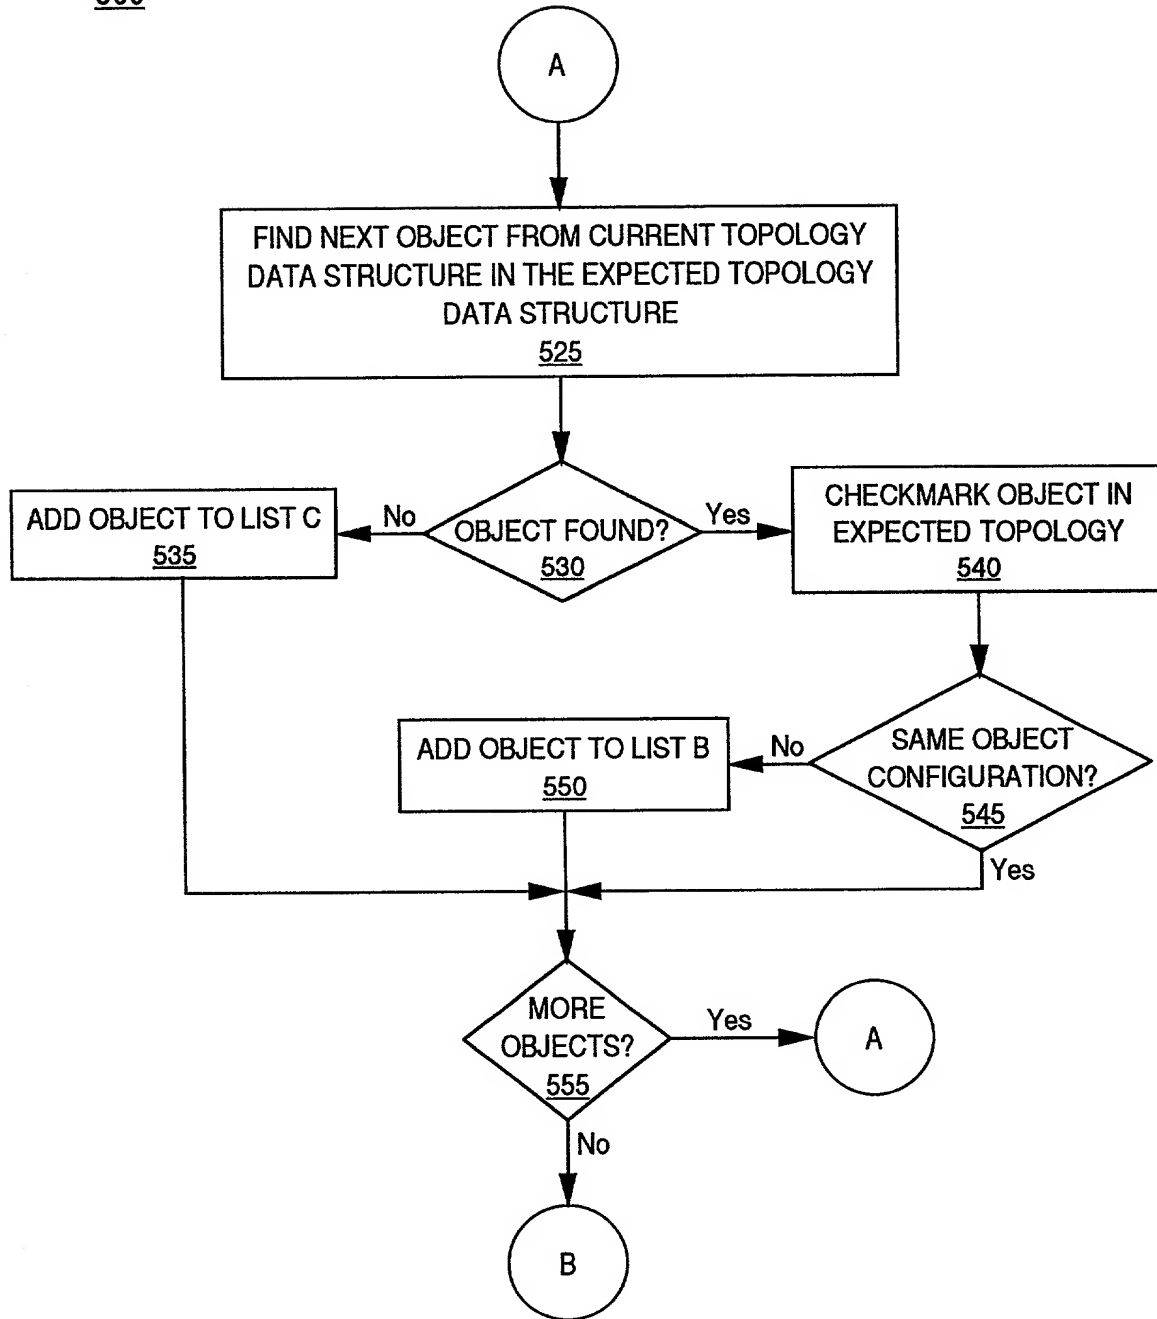 A
FIND NEXT OBJECT FROM CURRENT TOPOLOGY
DATA STRUCTURE IN THE EXPECTED TOPOLOGY
DATA STRUCTURE
525
ADD OBJECT TO LIST C
535
No
OBJECT FOUND?
530
Yes
CHECKMARK OBJECT IN
EXPECTED TOPOLOGY
540
ADD OBJECT TO LIST B
550
No
SAME OBJECT
CONFIGURATION?
545
Yes
MORE
OBJECTS?
555
Yes
A
No
B